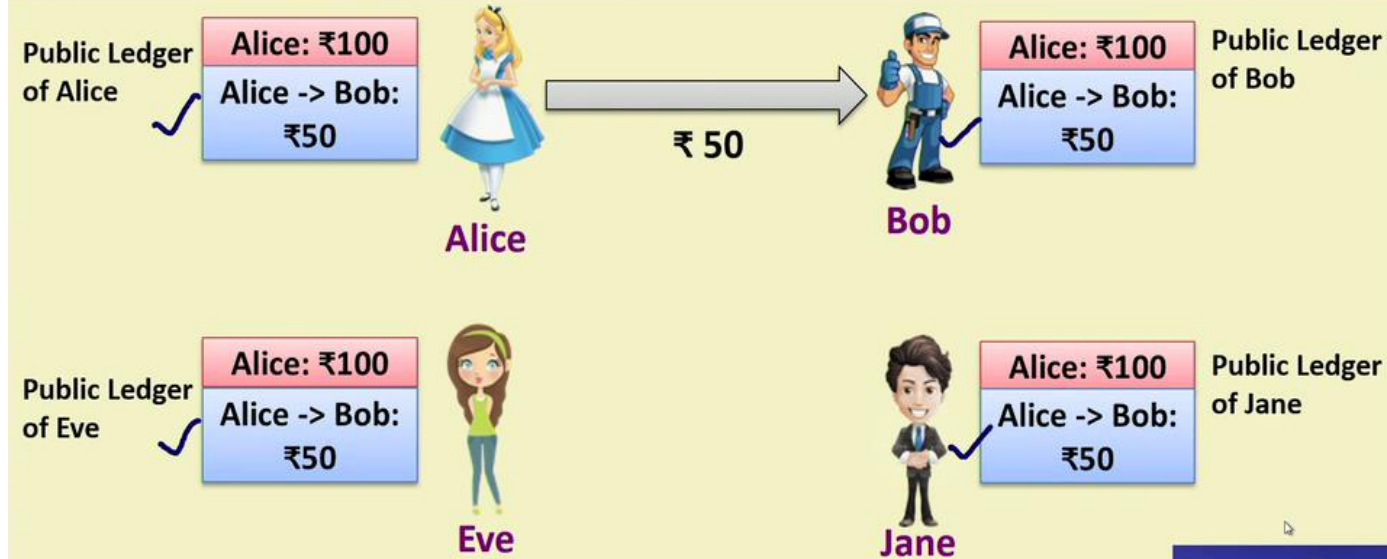 Public Ledger
of Alice
Alice: ₹100
Alice -> Bob:
₹50
₹ 50
Alice
Bob
Alice: ₹100
Alice -> Bob:
₹50
Public Ledger
of Bob
Public Ledger
of Eve
Alice: ₹100
Alice -> Bob:
₹50
Eve
Jane
Alice: ₹100
Alice -> Bob:
₹50
Public Ledger
of Jane